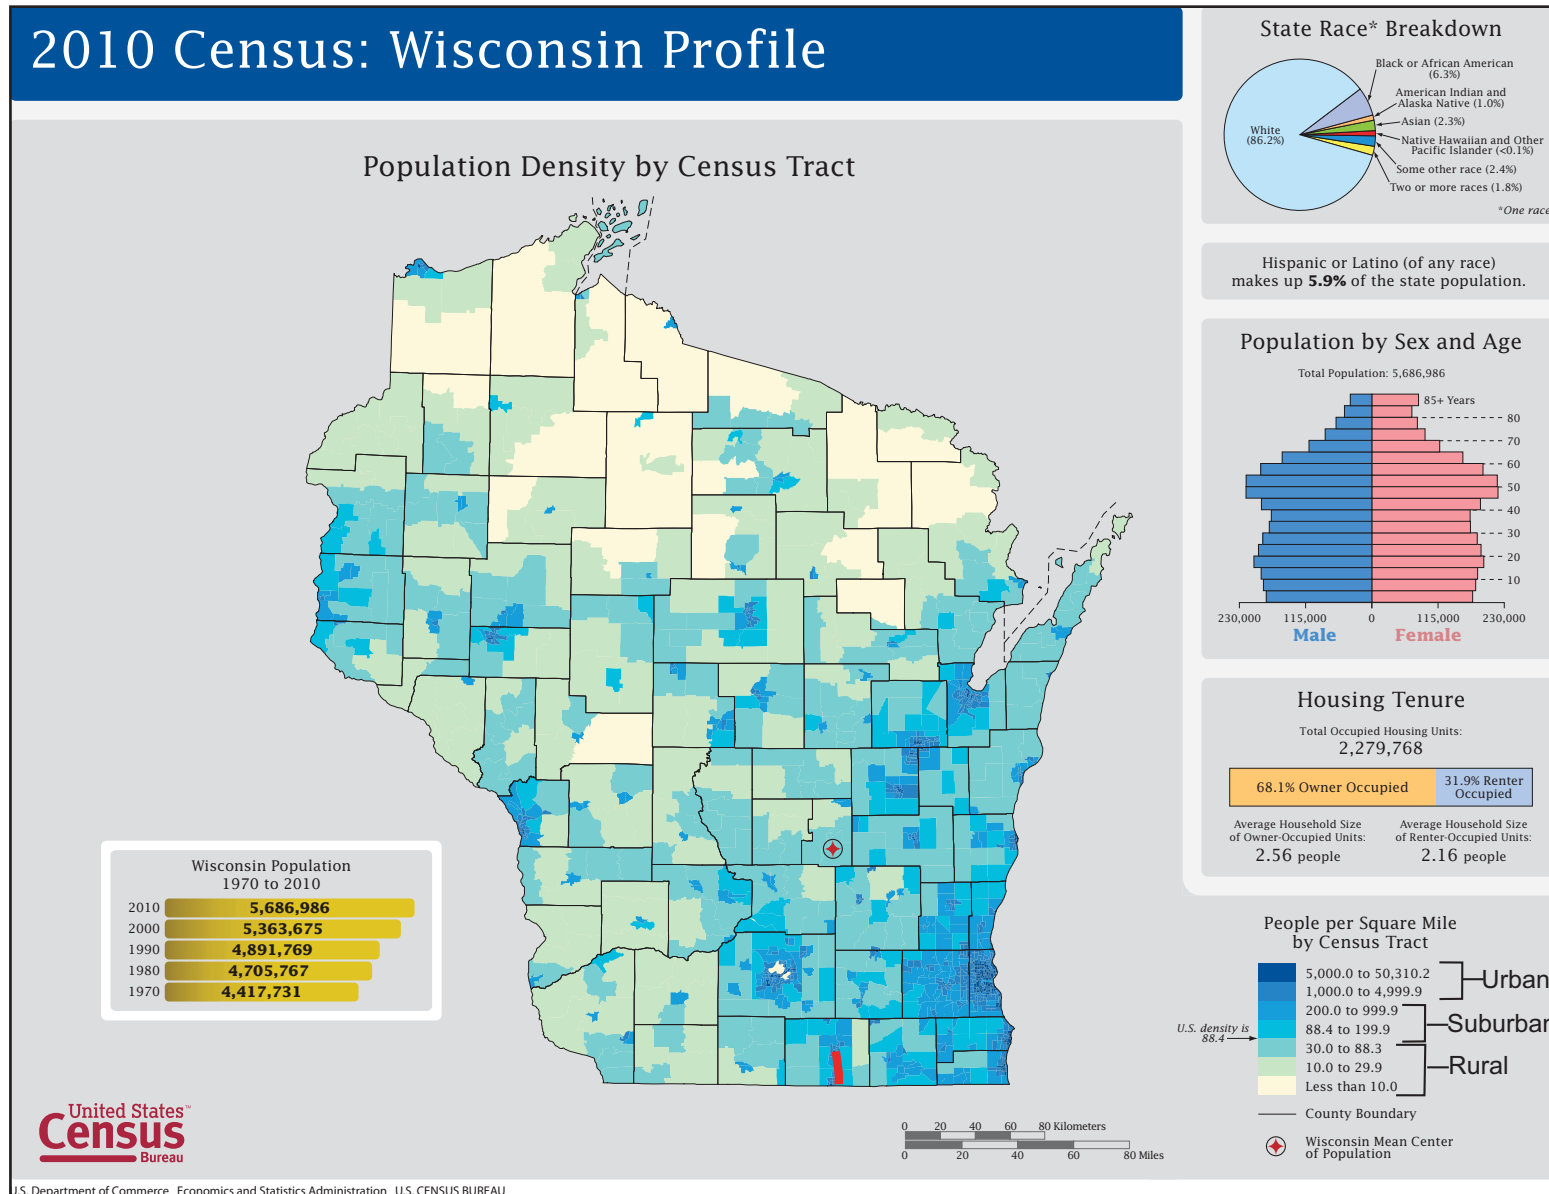 2010 Census: Wisconsin Profile
Population Density by Census Tract
Wisconsin Population
1970 to 2010
2010 5,686,986
2000 5,363,675
1990 4,891,769
1980 4,705,767
1970 4,417,731
United States™
Census
Bureau
U.S. Department of Commerce Economics and Statistics Administration U.S. CENSUS BUREAU
0 20 40 60 80 Kilometers
0 20 40 60 80 Miles
State Race* Breakdown
Black or African American
(6.3%)
American Indian and
Alaska Native (1.0%)
Asian (2.3%)
Native Hawaiian and Other
Pacific Islander (<0.1%)
Some other race (2.4%)
Two or more races (1.8%)
White
(86.2%)
*One race
Hispanic or Latino (of any race)
makes up 5.9% of the state population.
Population by Sex and Age
Total Population: 5,686,986
85+ Years
80
70
60
50
40
30
20
10
230,000 115,000 0 115,000 230,000
Male Female
Housing Tenure
Total Occupied Housing Units:
2,279,768
68.1% Owner Occupied
31.9% Renter
Occupied
Average Household Size
of Owner-Occupied Units:
2.56 people
Average Household Size
of Renter-Occupied Units:
2.16 people
People per Square Mile
by Census Tract
5,000.0 to 50,310.2
1,000.0 to 4,999.9
Urban
200.0 to 999.9
88.4 to 199.9
Suburban
U.S. density is
88.4
30.0 to 88.3
10.0 to 29.9
Less than 10.0
Rural
County Boundary
Wisconsin Mean Center
of Population